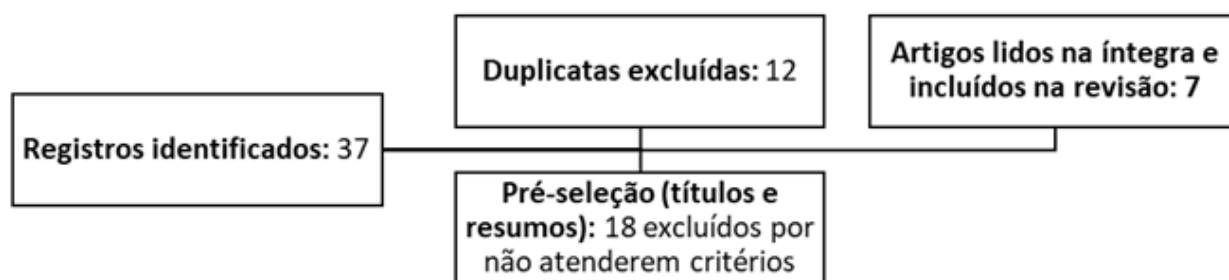 Registros identificados: 37
Duplicatas excluídas: 12
Pré-seleção (títulos e
resumos): 18 excluídos por
não atenderem critérios
Artigos lidos na íntegra e
incluídos na revisão: 7